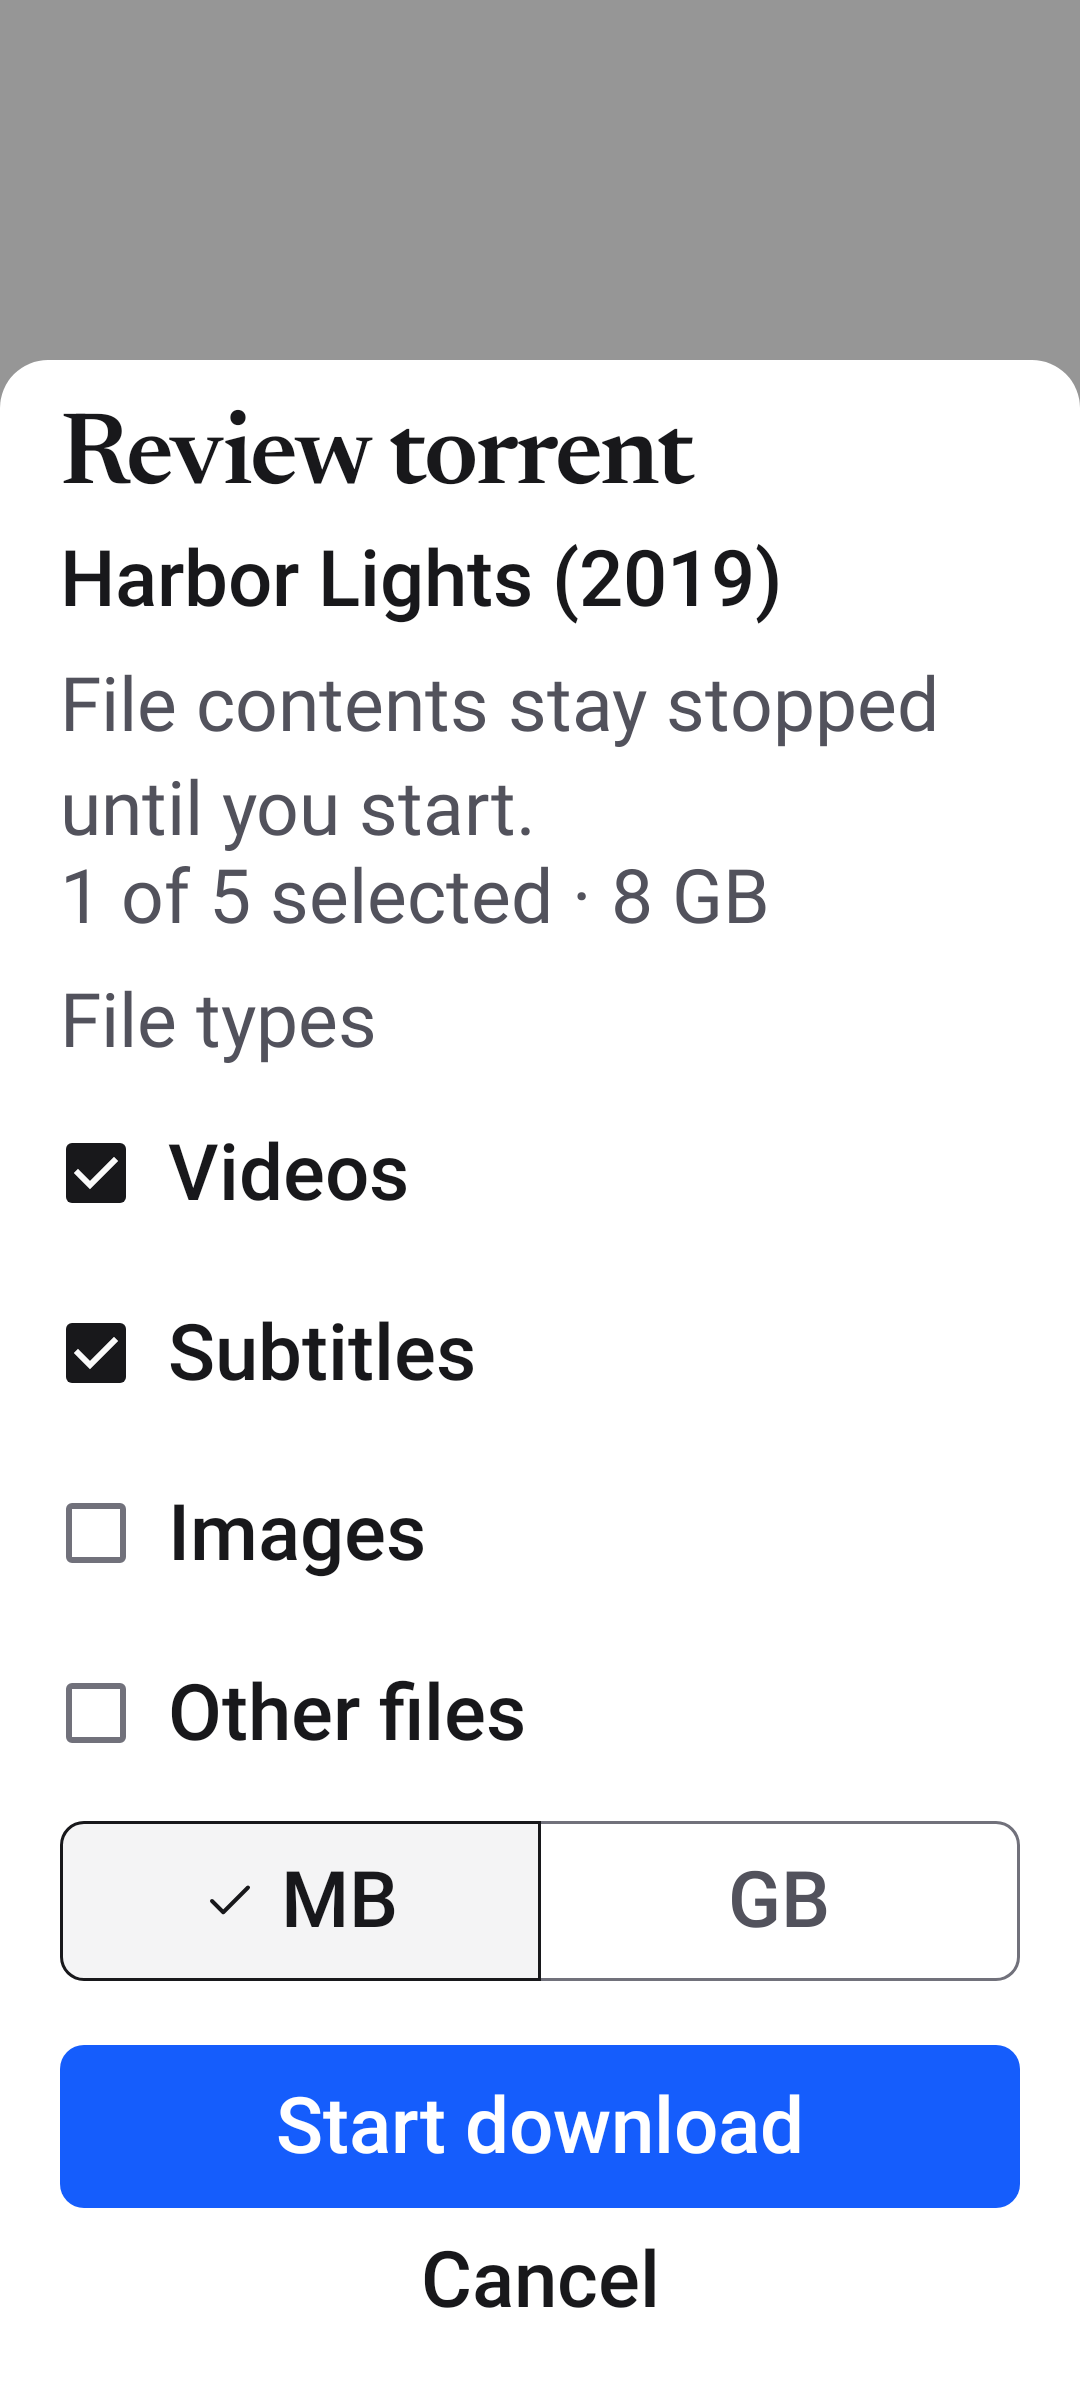 Review torrent
Harbor Lights (2019)
File contents stay stopped
until you start.
1 of 5 selected · 8 GB
File types
Videos
Subtitles
Images
Other files
MB
GB
Start download
Cancel